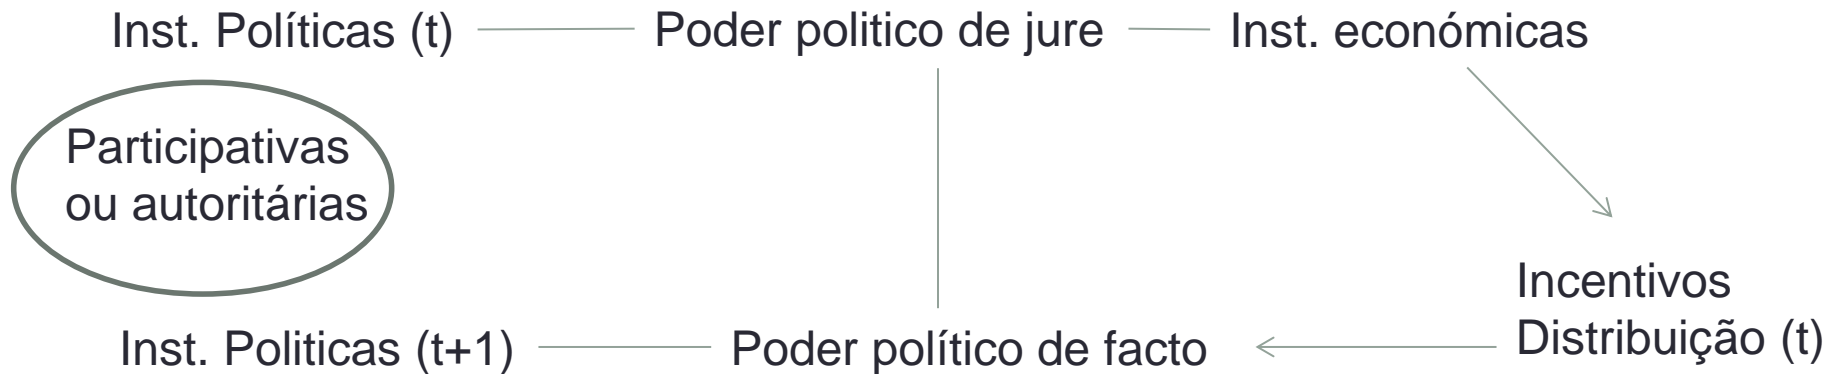 Inst. Políticas (t)
Poder politico de jure
Inst. económicas
Participativas
ou autoritárias
Incentivos
Distribuição (t)
Inst. Politicas (t+1)
Poder político de facto